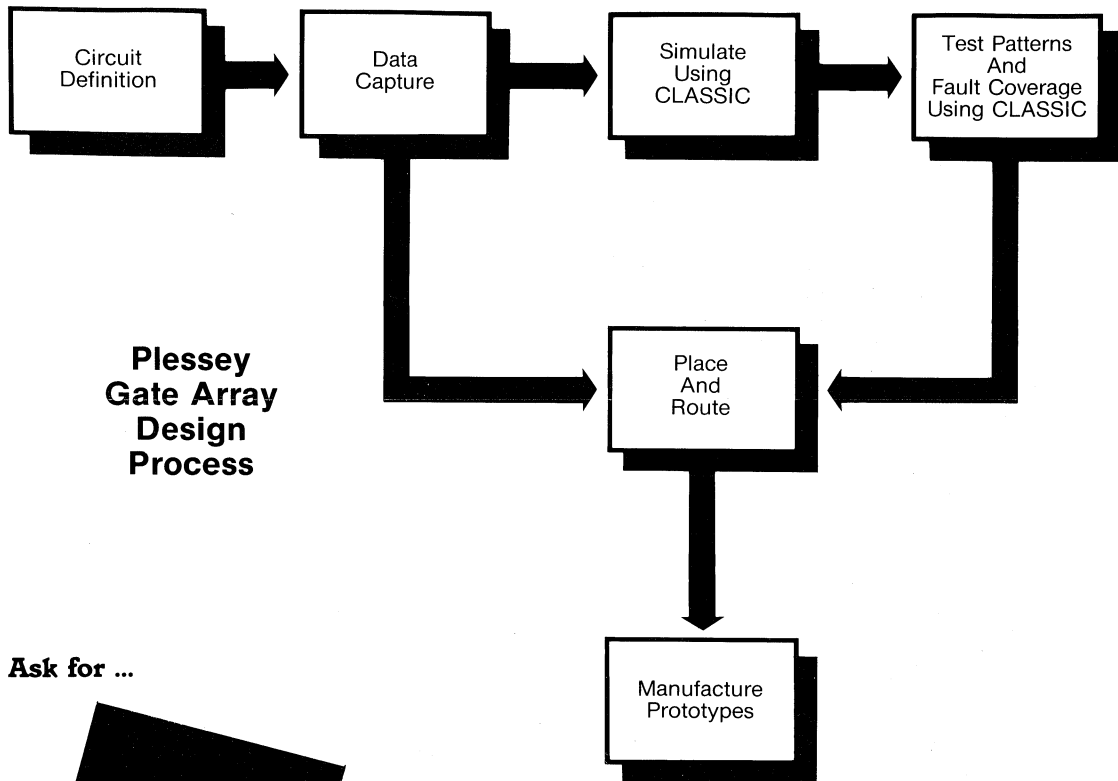 Circuit
Definition
Data
Capture
Simulate
Using
CLASSIC
Test Patterns
And
Fault Coverage
Using CLASSIC
Plessey
Gate Array
Design
Process
Place
And
Route
Ask for ...
Manufacture
Prototypes